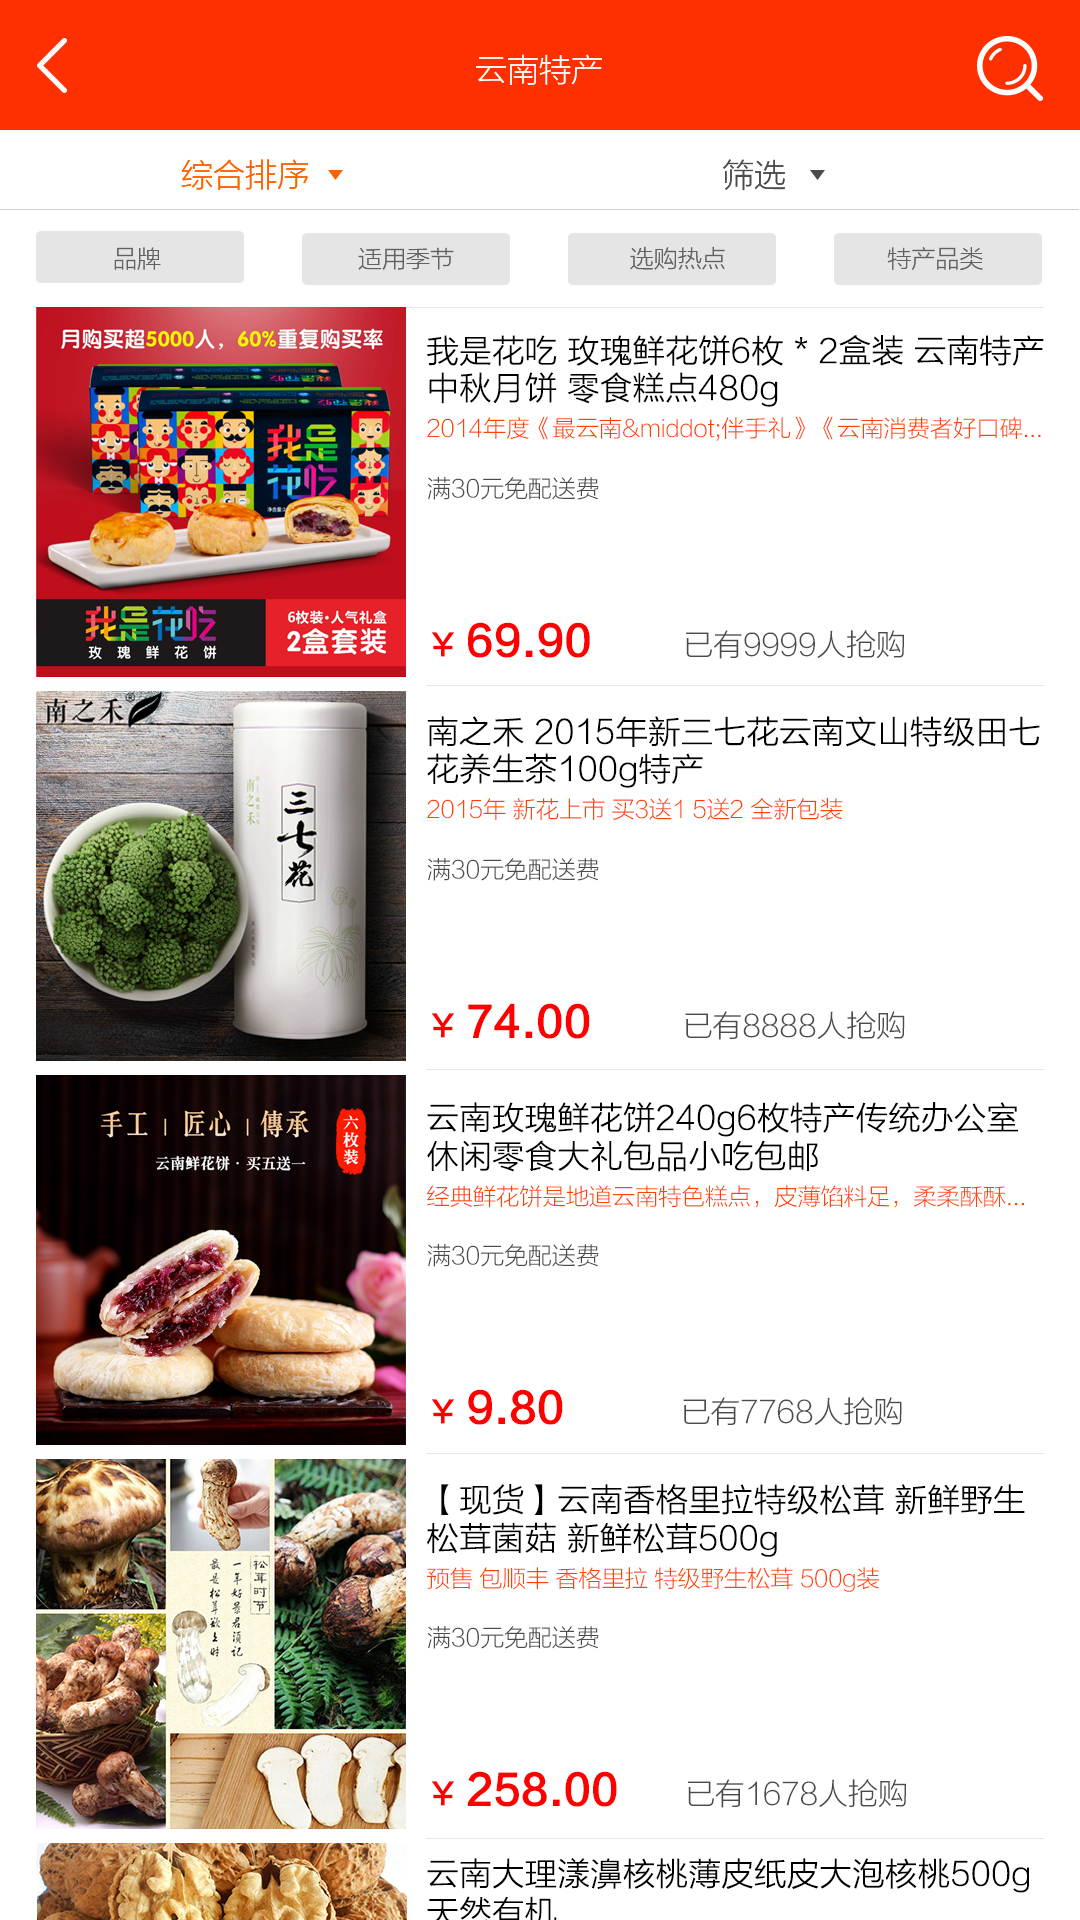 云南特产
综合排序
筛选
品牌
适用季节
选购热点
特产品类
月购买超5000人，60%重复购买率
我是
花吃
我是花吃
玫瑰鲜花饼
6枚装·人气礼盒
2盒套装
我是花吃 玫瑰鲜花饼6枚 * 2盒装 云南特产
中秋月饼 零食糕点480g
2014年度《最云南&middot;伴手礼》《云南消费者好口碑...
满30元免配送费
¥ 69.90
已有9999人抢购
南之禾®
南之禾
三七花
南之禾 2015年新三七花云南文山特级田七
花养生茶100g特产
2015年 新花上市 买3送1 5送2 全新包装
满30元免配送费
¥ 74.00
已有8888人抢购
手工 | 匠心 | 傳承
六枚装
云南鲜花饼 · 买五送一
云南玫瑰鲜花饼240g6枚特产传统办公室
休闲零食大礼包品小吃包邮
经典鲜花饼是地道云南特色糕点，皮薄馅料足，柔柔酥酥...
满30元免配送费
¥ 9.80
已有7768人抢购
松茸时节
一年好景君须记
最是松茸欲上时
【现货】云南香格里拉特级松茸 新鲜野生
松茸菌菇 新鲜松茸500g
预售 包顺丰 香格里拉 特级野生松茸 500g装
满30元免配送费
¥ 258.00
已有1678人抢购
云南大理漾濞核桃薄皮纸皮大泡核桃500g
天然有机